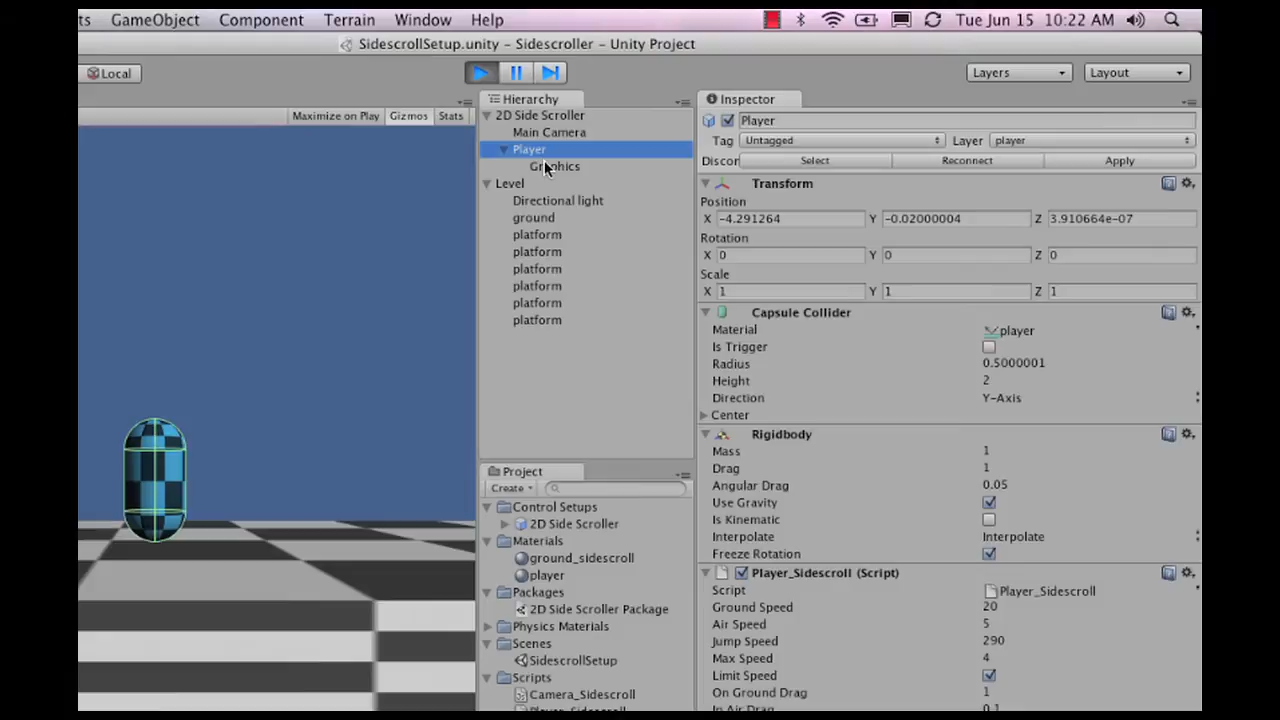 ts GameObject Component Terrain Window Help Tue Jun 15 10:22 AM
SidescrollSetup.unity – Sidescroller – Unity Project
Local Layers Layout
Hierarchy
Maximize on Play Gizmos Stats
2D Side Scroller
Main Camera
Player
Graphics
Level
Directional light
ground
platform
platform
platform
platform
platform
platform
Project
Create
Control Setups
2D Side Scroller
Materials
ground_sidescroll
player
Packages
2D Side Scroller Package
Physics Materials
Scenes
SidescrollSetup
Scripts
Camera_Sidescroll
Player_Sidescroll
Inspector
Player
Tag Untagged Layer player
Discor Select Reconnect Apply
Transform
Position
X -4.291264 Y -0.02000004 Z 3.910664e-07
Rotation
X 0 Y 0 Z 0
Scale
X 1 Y 1 Z 1
Capsule Collider
Material player
Is Trigger
Radius 0.5000001
Height 2
Direction Y-Axis
Center
Rigidbody
Mass 1
Drag 1
Angular Drag 0.05
Use Gravity
Is Kinematic
Interpolate Interpolate
Freeze Rotation
Player_Sidescroll (Script)
Script Player_Sidescroll
Ground Speed 20
Air Speed 5
Jump Speed 290
Max Speed 4
Limit Speed
On Ground Drag 1
In Air Drag 0.1